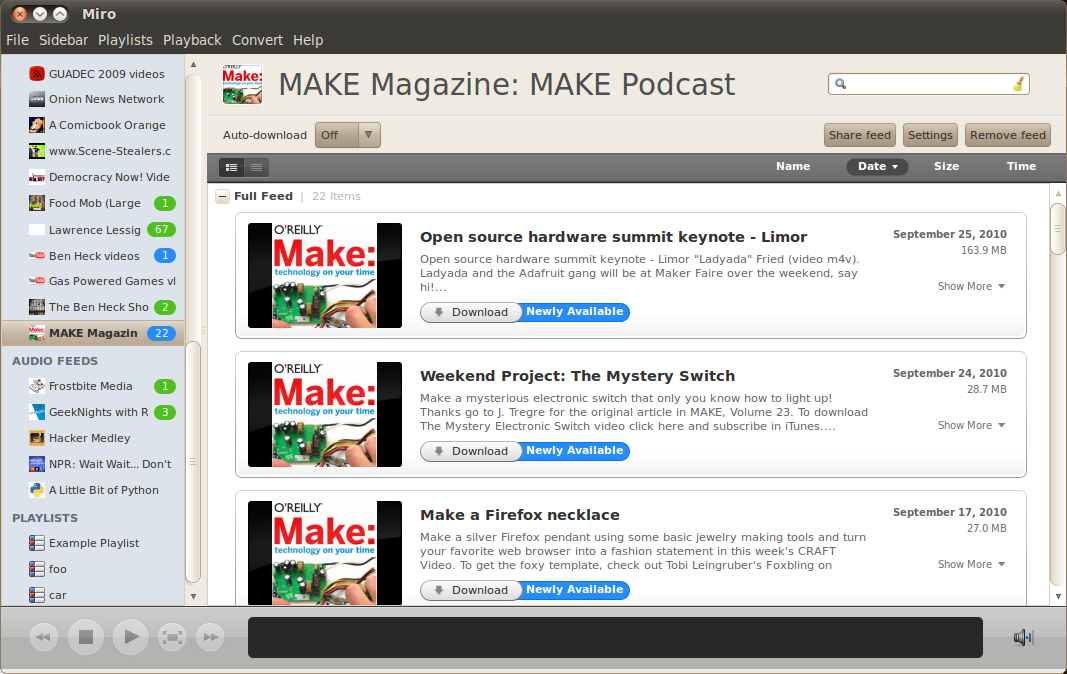 Miro
File Sidebar Playlists Playback Convert Help
GUADEC 2009 videos
Onion News Network
A Comicbook Orange
www.Scene-Stealers.c
Democracy Now! Vide
Food Mob (Large 1
Lawrence Lessig 67
Ben Heck videos 1
Gas Powered Games vl
The Ben Heck Sho 2
MAKE Magazin 22
AUDIO FEEDS
Frostbite Media 1
GeekNights with R 3
Hacker Medley
NPR: Wait Wait... Don't
A Little Bit of Python
PLAYLISTS
Example Playlist
foo
car
O'REILLY
Make:
technology on your time
MAKE Magazine: MAKE Podcast
Auto-download Off
Share feed Settings Remove feed
Name Date Size Time
Full Feed | 22 Items
O'REILLY
Make:
technology on your time
Open source hardware summit keynote - Limor
Open source hardware summit keynote - Limor "Ladyada" Fried (video m4v).
Ladyada and the Adafruit gang will be at Maker Faire over the weekend, say
hi!...
Download Newly Available
September 25, 2010
163.9 MB
Show More
O'REILLY
Make:
technology on your time
Weekend Project: The Mystery Switch
Make a mysterious electronic switch that only you know how to light up!
Thanks go to J. Tregre for the original article in MAKE, Volume 23. To download
The Mystery Electronic Switch video click here and subscribe in iTunes....
Download Newly Available
September 24, 2010
28.7 MB
Show More
O'REILLY
Make:
technology on your time
Make a Firefox necklace
Make a silver Firefox pendant using some basic jewelry making tools and turn
your favorite web browser into a fashion statement in this week's CRAFT
Video. To get the foxy template, check out Tobi Leingruber's Foxbling on
Download Newly Available
September 17, 2010
27.0 MB
Show More